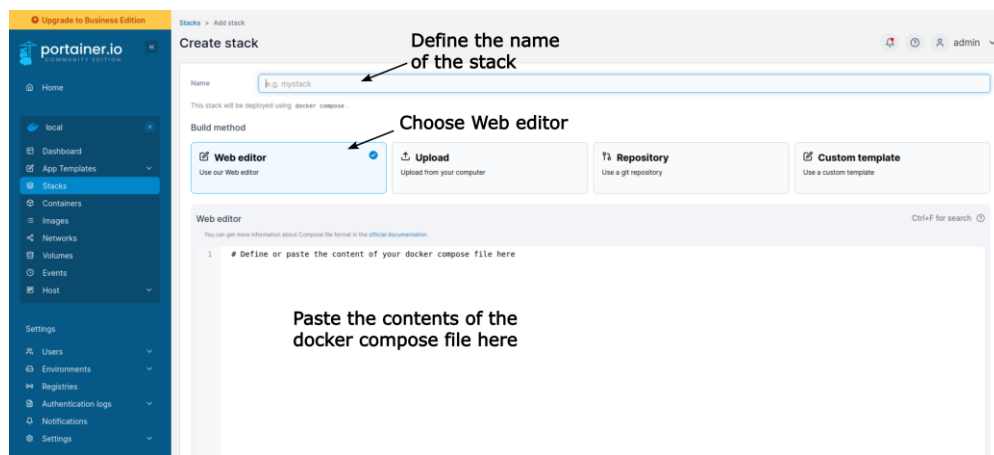 Upgrade to Business Edition
portainer.io
COMMUNITY EDITION
Home
local
Dashboard
App Templates
Stacks
Containers
Images
Networks
Volumes
Events
Host
Settings
Users
Environments
Registries
Authentication logs
Notifications
Settings
Stacks > Add stack
Create stack
admin
Define the name
of the stack
Name
e.g. mystack
This stack will be deployed using docker compose.
Build method
Choose Web editor
Web editor
Use our Web editor
Upload
Upload from your computer
Repository
Use a git repository
Custom template
Use a custom template
Web editor
Ctrl+F for search
You can get more information about Compose file format in the official documentation.
1 # Define or paste the content of your docker compose file here
Paste the contents of the
docker compose file here